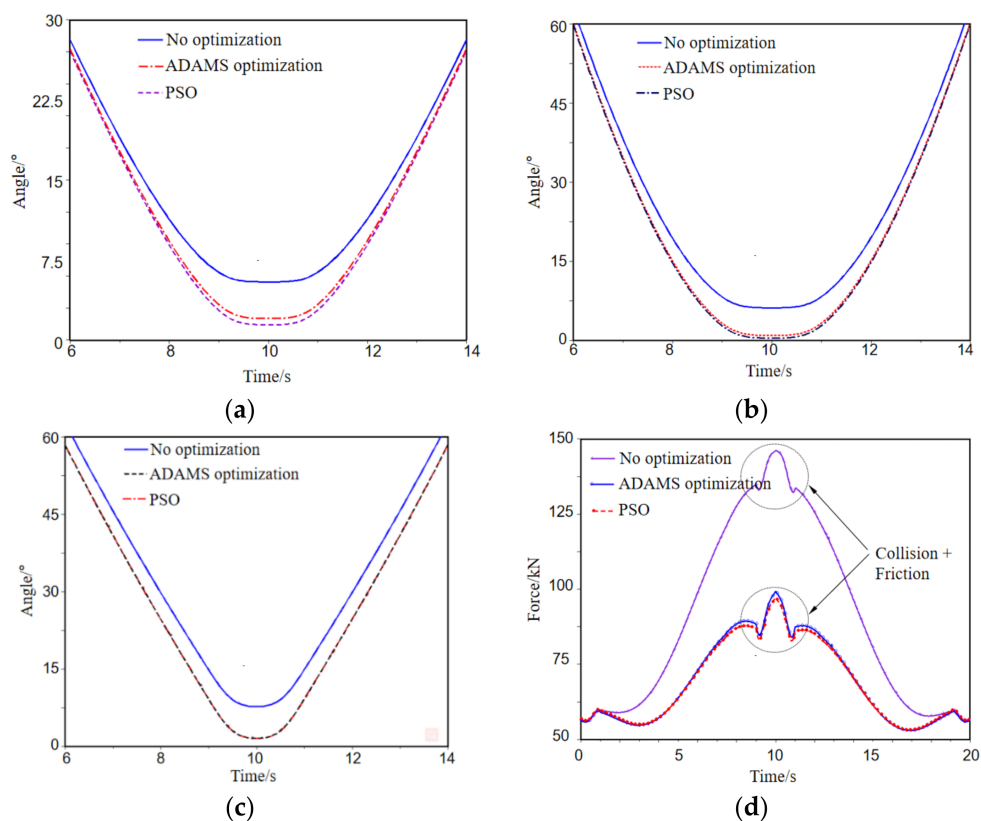 30
22.5
15
7.5
0
Angle/°
No optimization
ADAMS optimization
PSO
6
8
10
12
14
Time/s
(a)
60
45
30
15
0
Angle/°
No optimization
ADAMS optimization
PSO
6
8
10
12
14
Time/s
(b)
60
45
30
15
0
Angle/°
No optimization
ADAMS optimization
PSO
6
8
10
12
14
Time/s
(c)
150
125
100
75
50
Force/kN
No optimization
ADAMS optimization
PSO
Collision +
Friction
0
5
10
15
20
Time/s
(d)